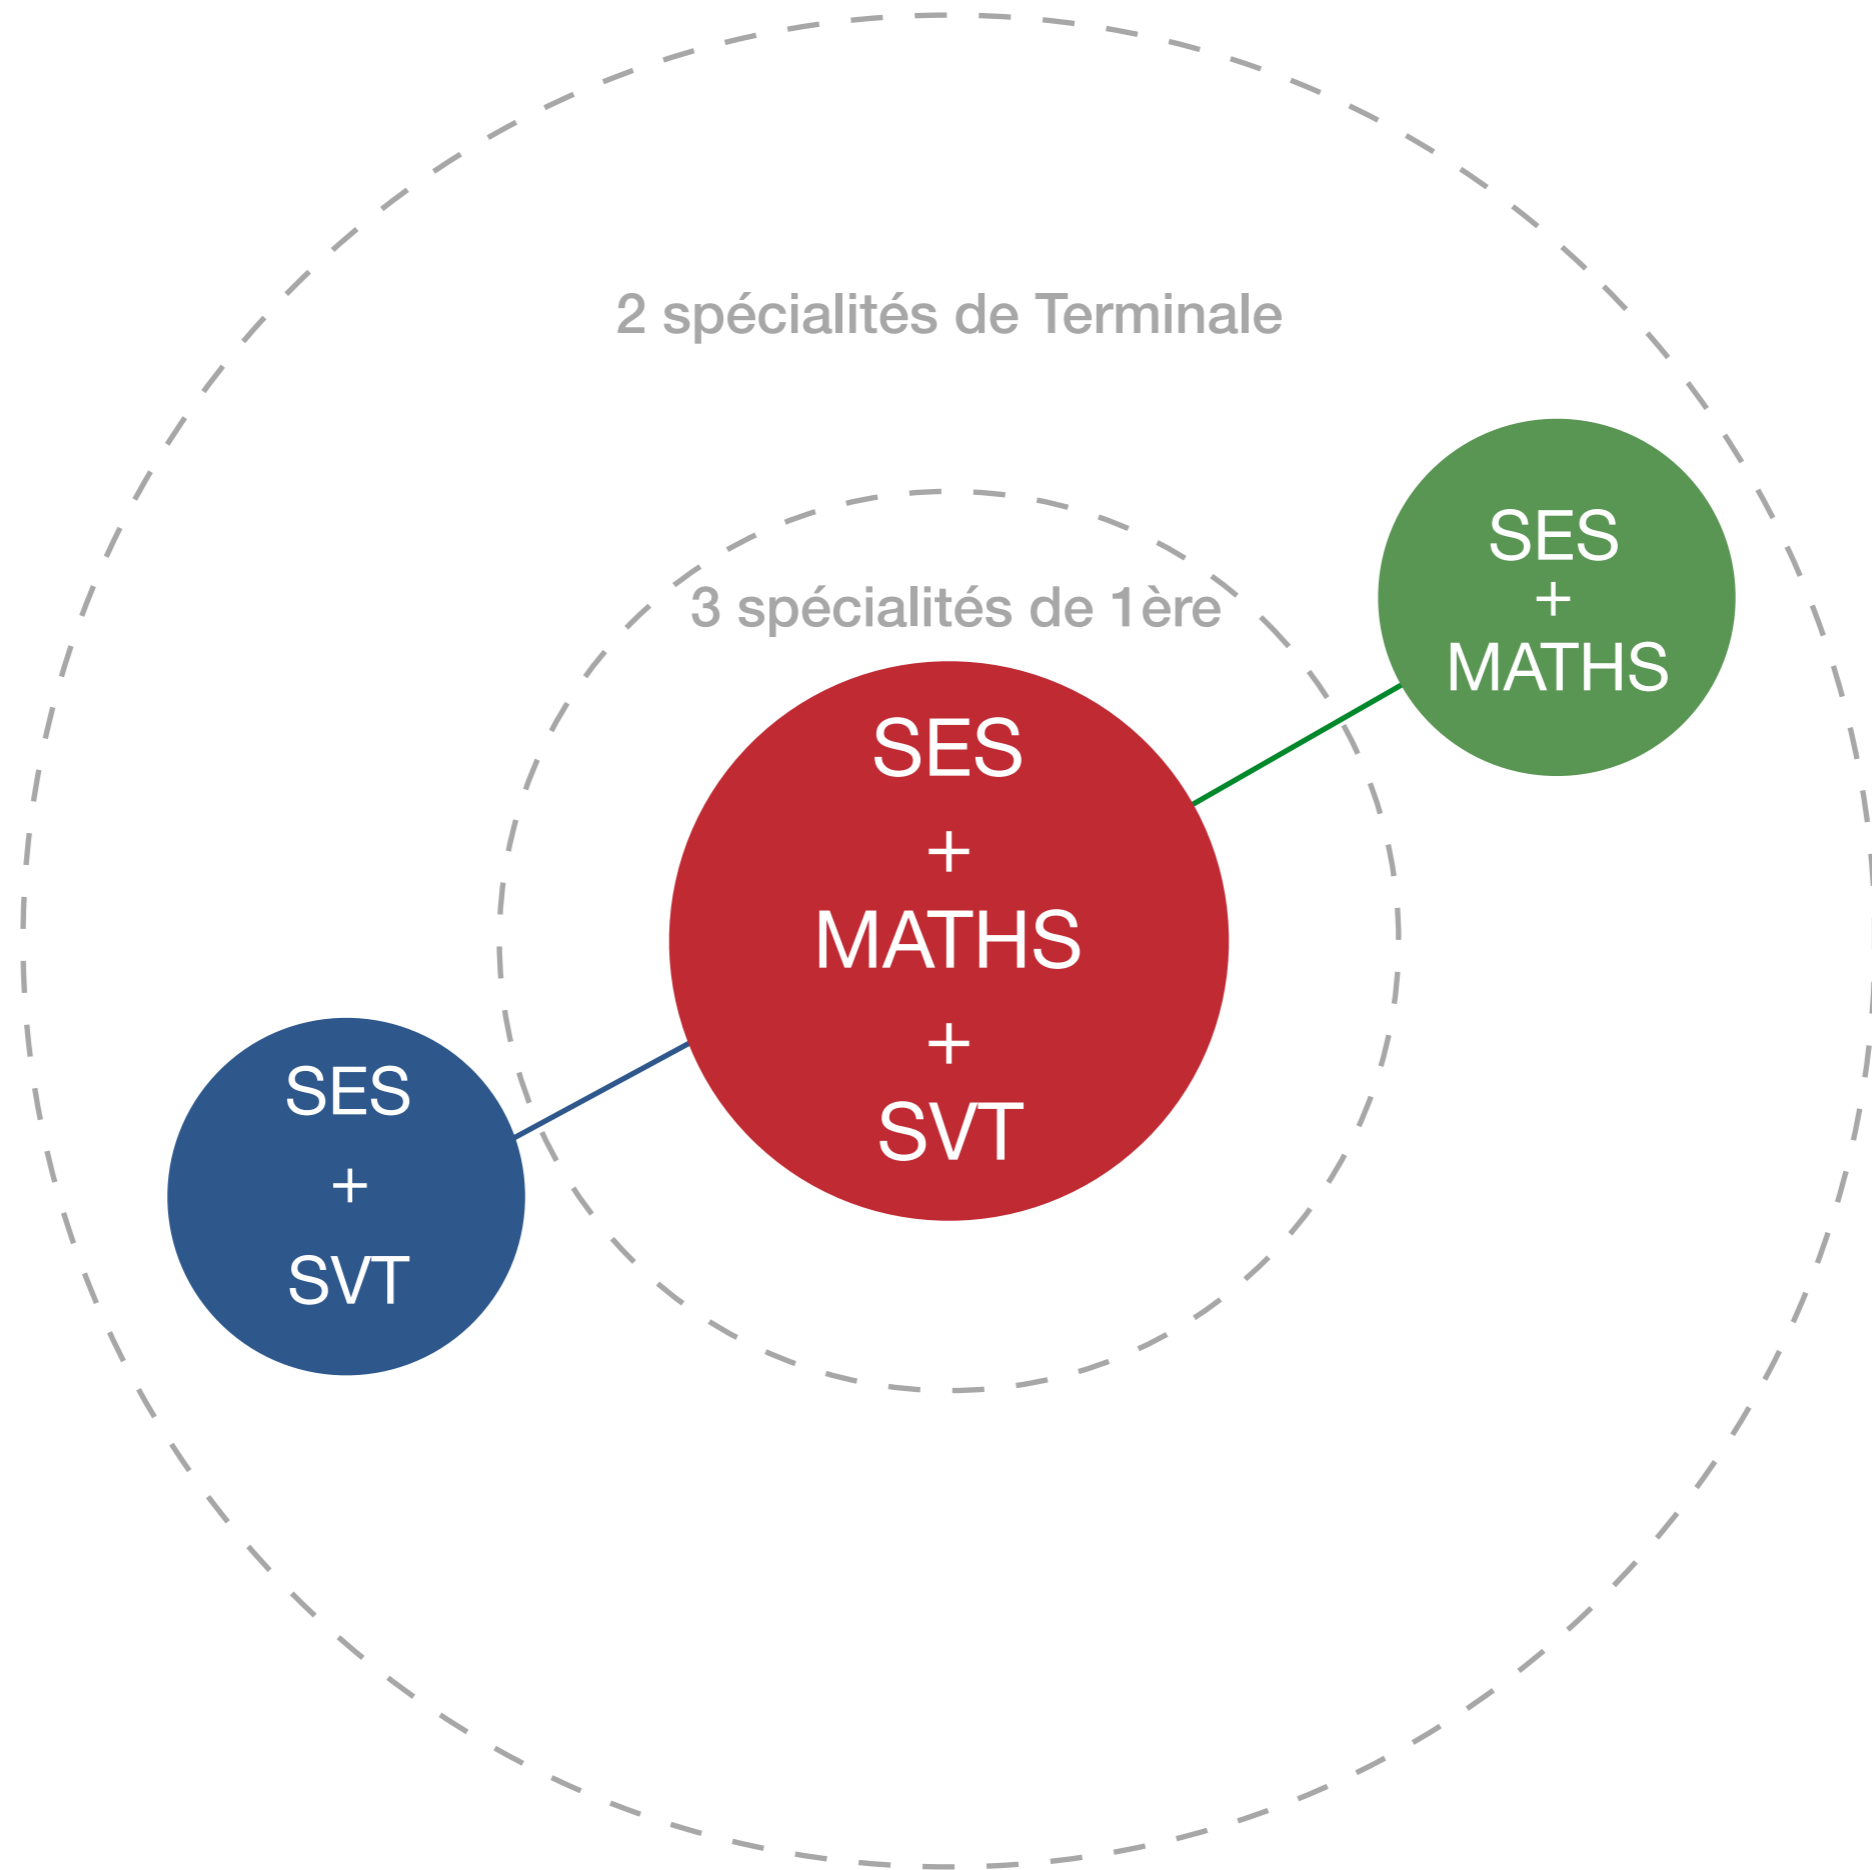 2 spécialités de Terminale
3 spécialités de 1ère
SES
+
MATHS
SES
+
MATHS
+
SVT
SES
+
SVT